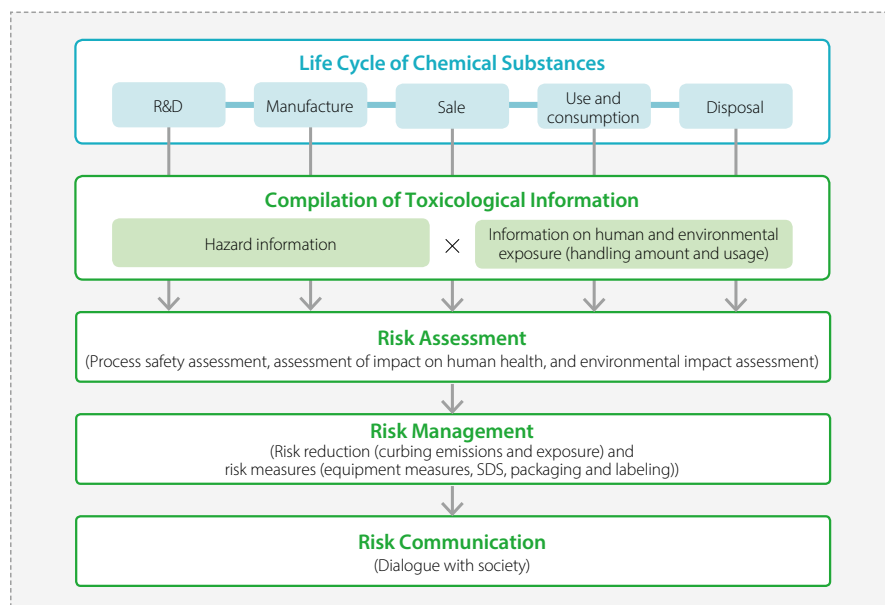 Life Cycle of Chemical Substances
R&D
Manufacture
Sale
Use and
consumption
Disposal
Compilation of Toxicological Information
Hazard information
×
Information on human and environmental
exposure (handling amount and usage)
Risk Assessment
(Process safety assessment, assessment of impact on human health, and environmental impact assessment)
Risk Management
(Risk reduction (curbing emissions and exposure) and
risk measures (equipment measures, SDS, packaging and labeling))
Risk Communication
(Dialogue with society)